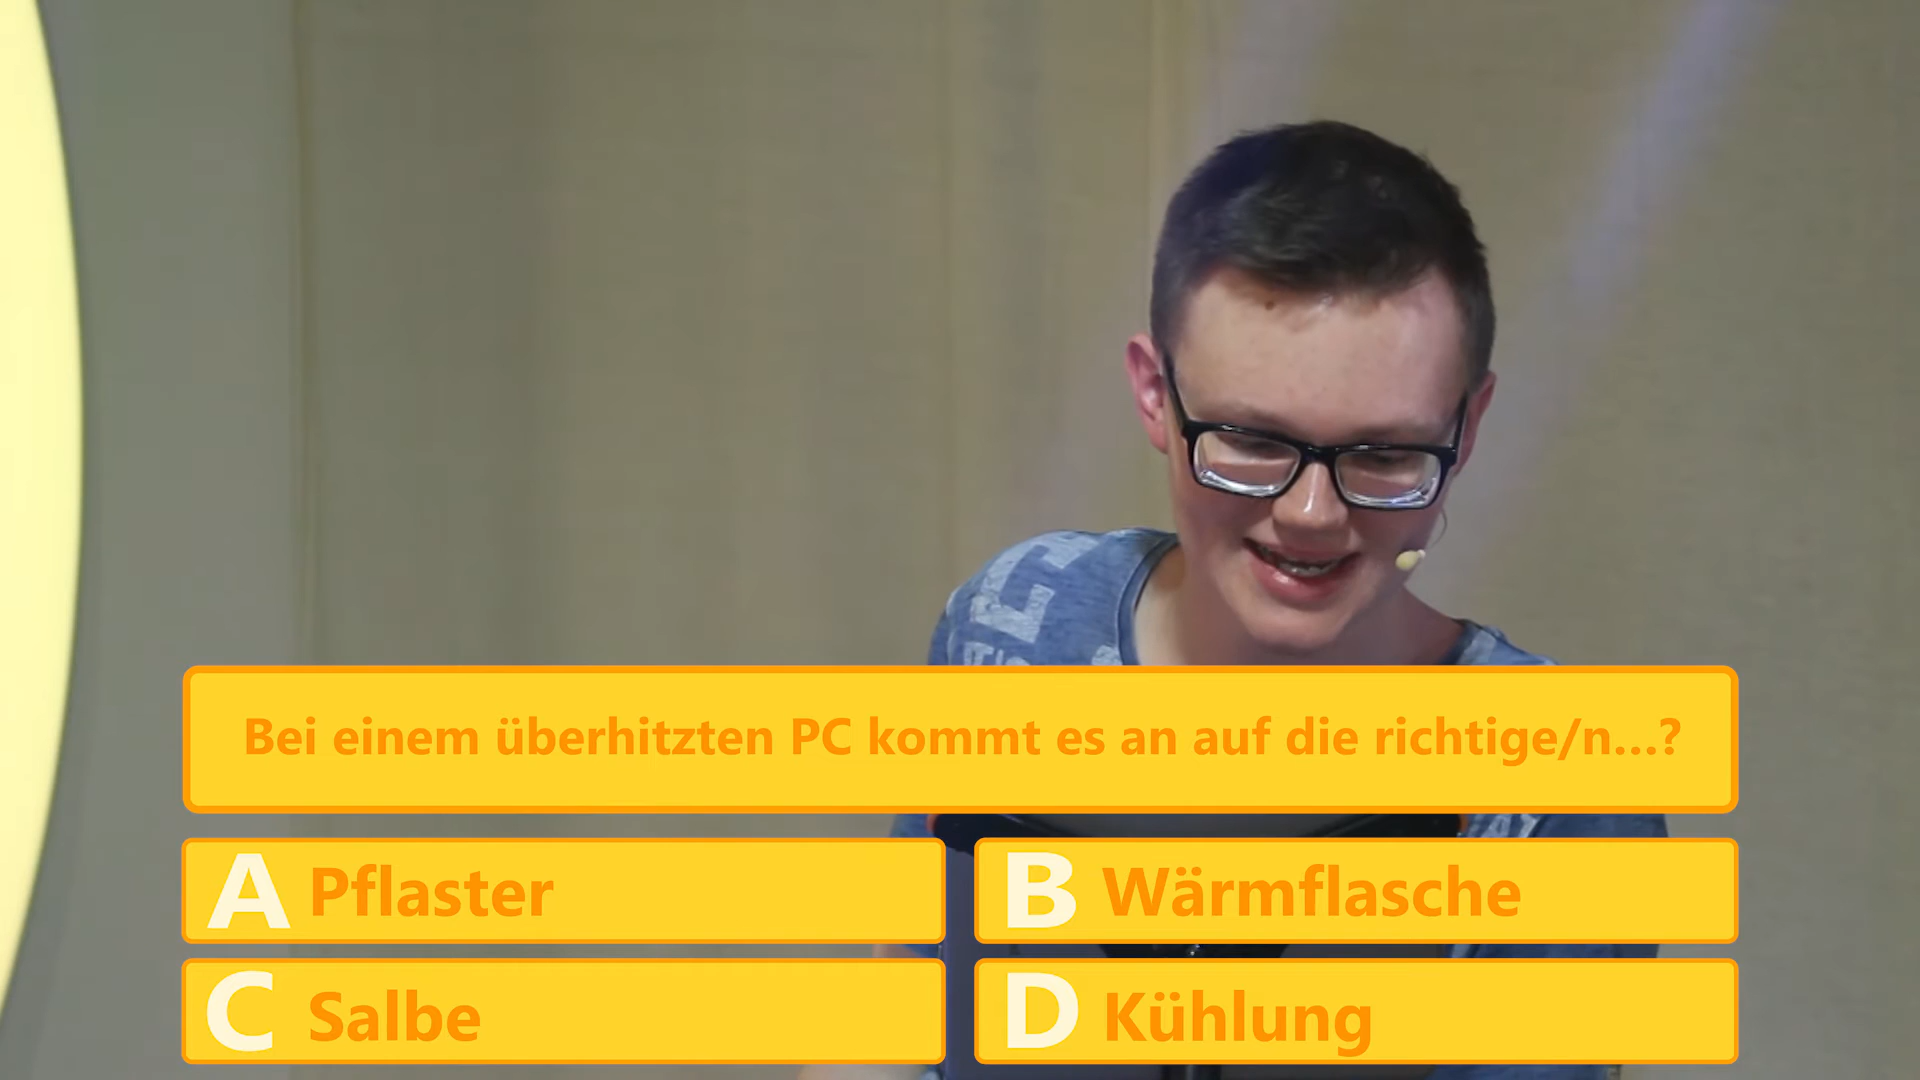 Bei einem überhitzten PC kommt es an auf die richtige/n...?
A Pflaster
B Wärmflasche
C Salbe
D Kühlung